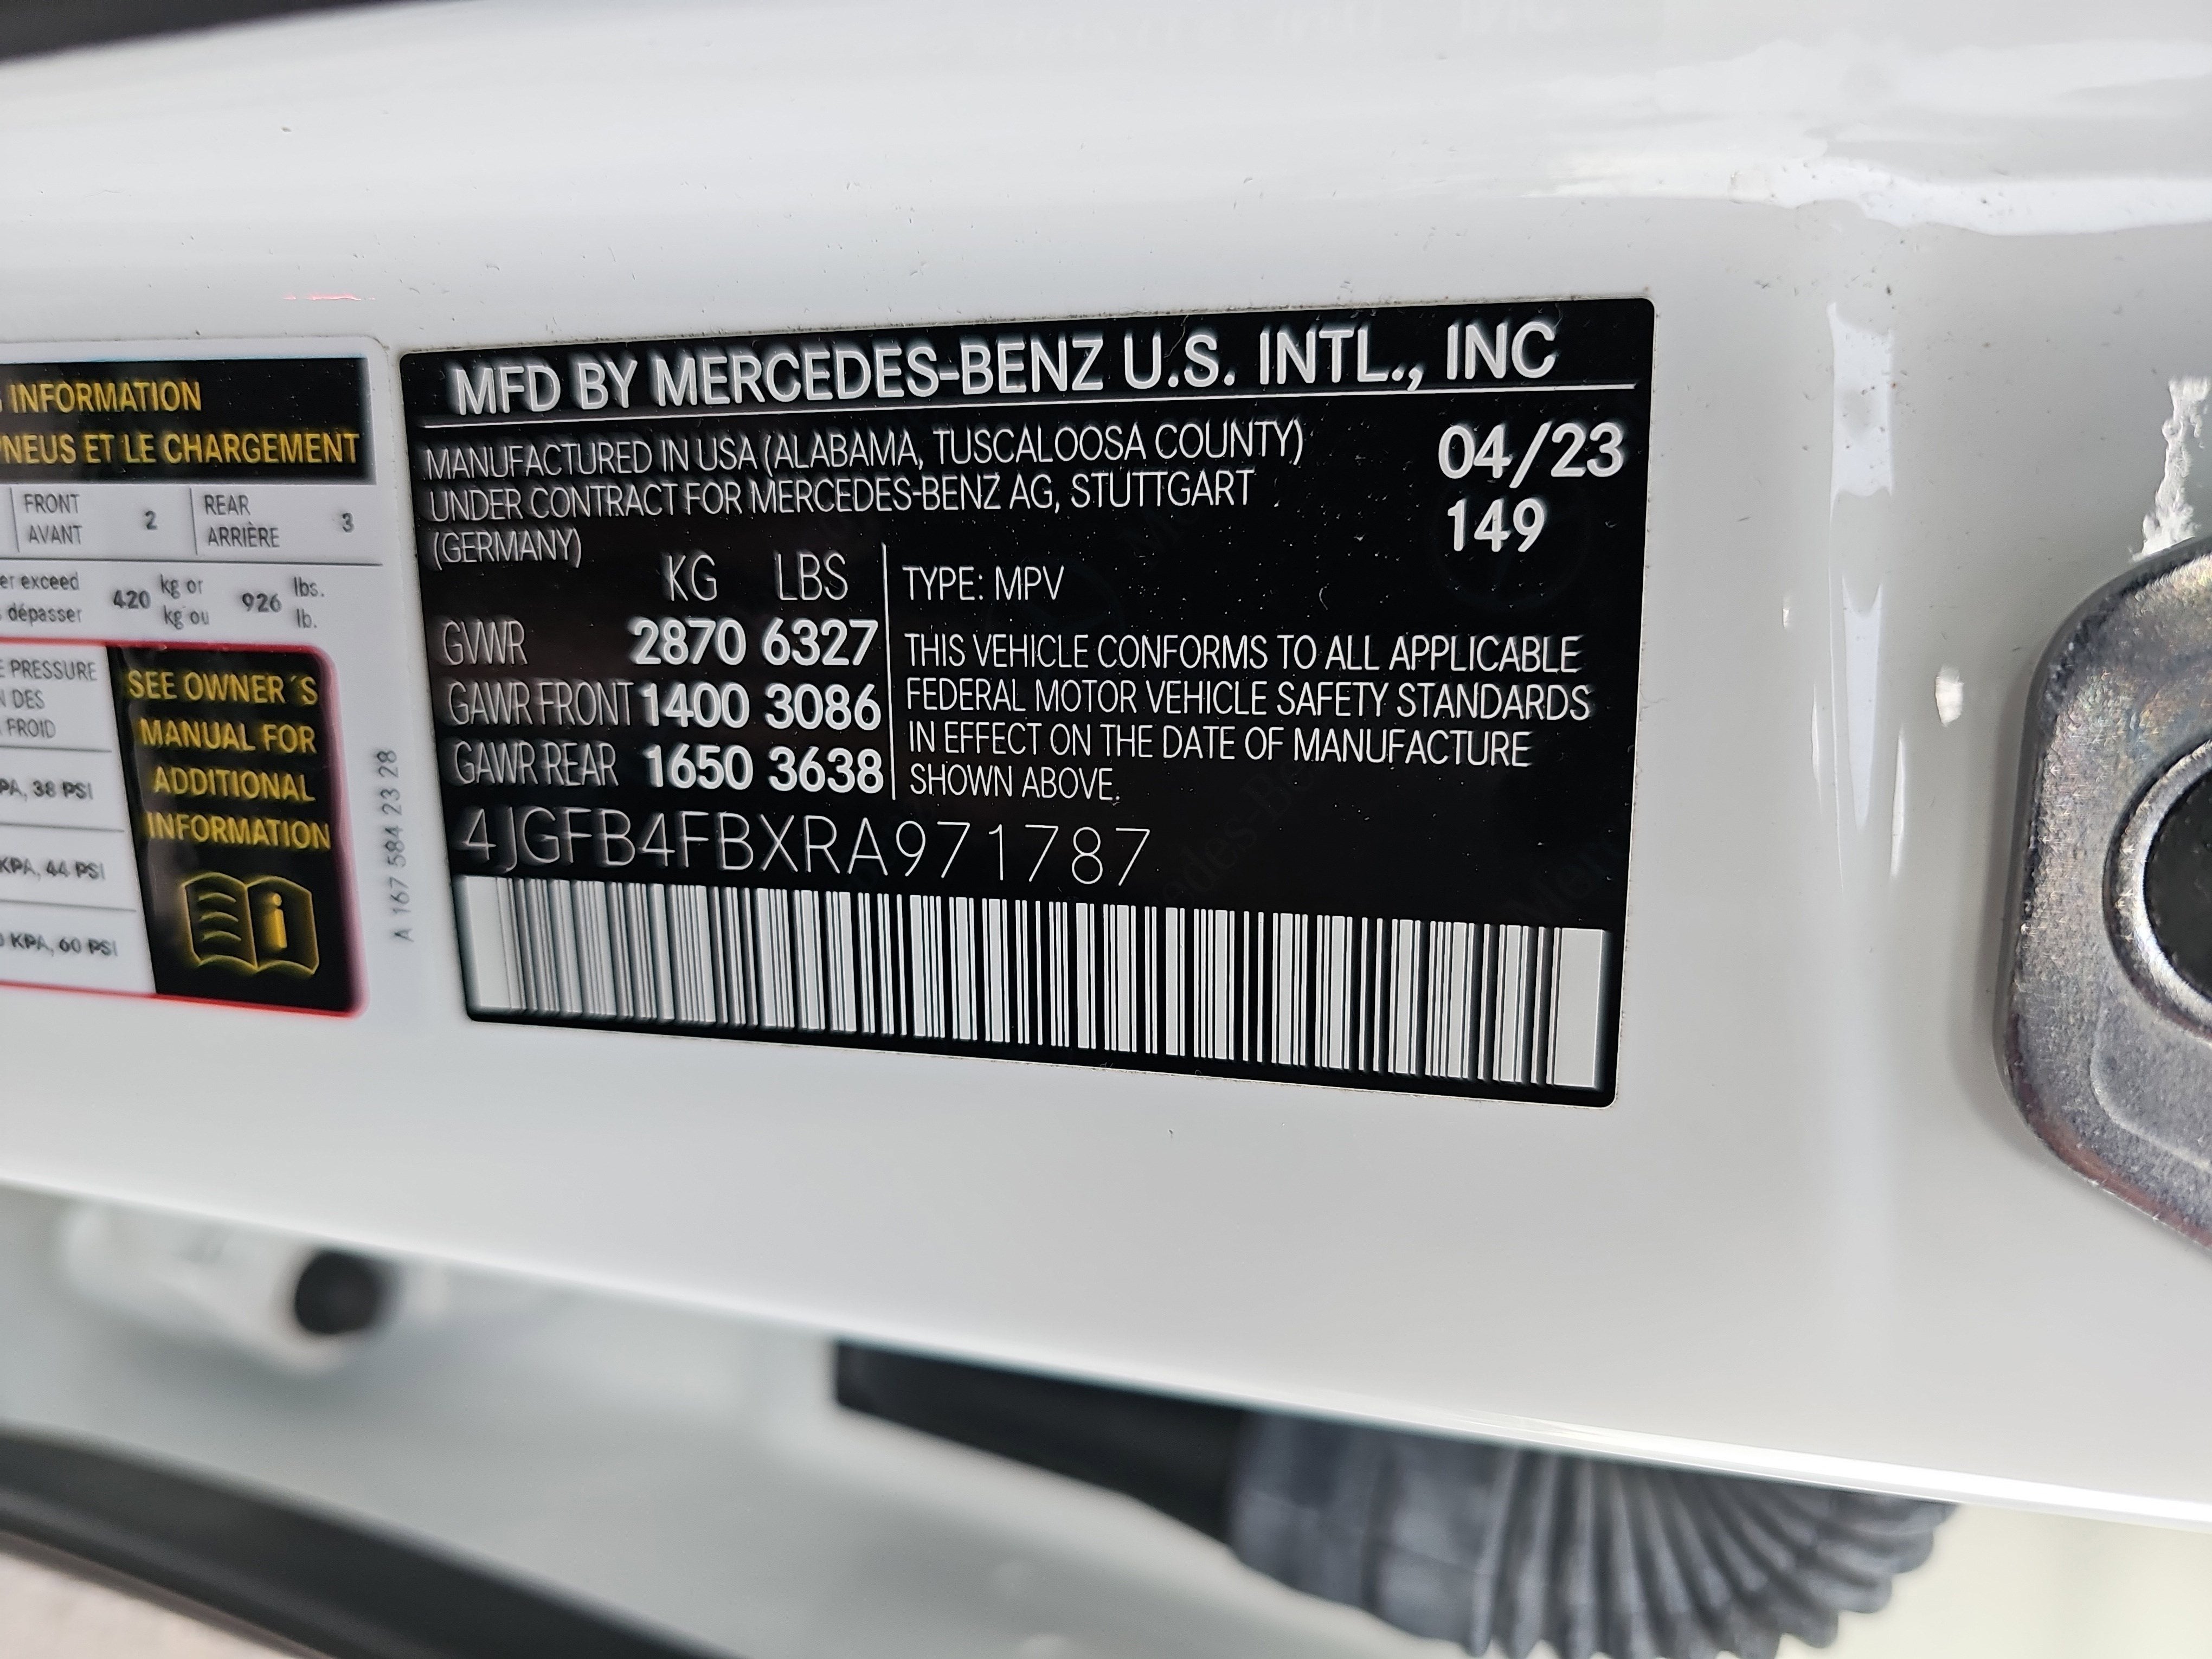 INFORMATION
PNEUS ET LE CHARGEMENT
FRONT 2 REAR 3
AVANT ARRIÈRE
exceed 420 kg or 926 lbs.
dépasser kg ou lb.
PRESSURE
DES
FROID
38 PSI
KPA, 44 PSI
KPA, 60 PSI
SEE OWNER´S
MANUAL FOR
ADDITIONAL
INFORMATION
i
A 167 584 23 28
MFD BY MERCEDES-BENZ U.S. INTL., INC
MANUFACTURED IN USA (ALABAMA, TUSCALOOSA COUNTY) 04/23
UNDER CONTRACT FOR MERCEDES-BENZ AG, STUTTGART 149
(GERMANY)
KG LBS
GVWR 2870 6327
GAWR FRONT 1400 3086
GAWR REAR 1650 3638
TYPE: MPV
THIS VEHICLE CONFORMS TO ALL APPLICABLE
FEDERAL MOTOR VEHICLE SAFETY STANDARDS
IN EFFECT ON THE DATE OF MANUFACTURE
SHOWN ABOVE.
4JGFB4FBXRA971787